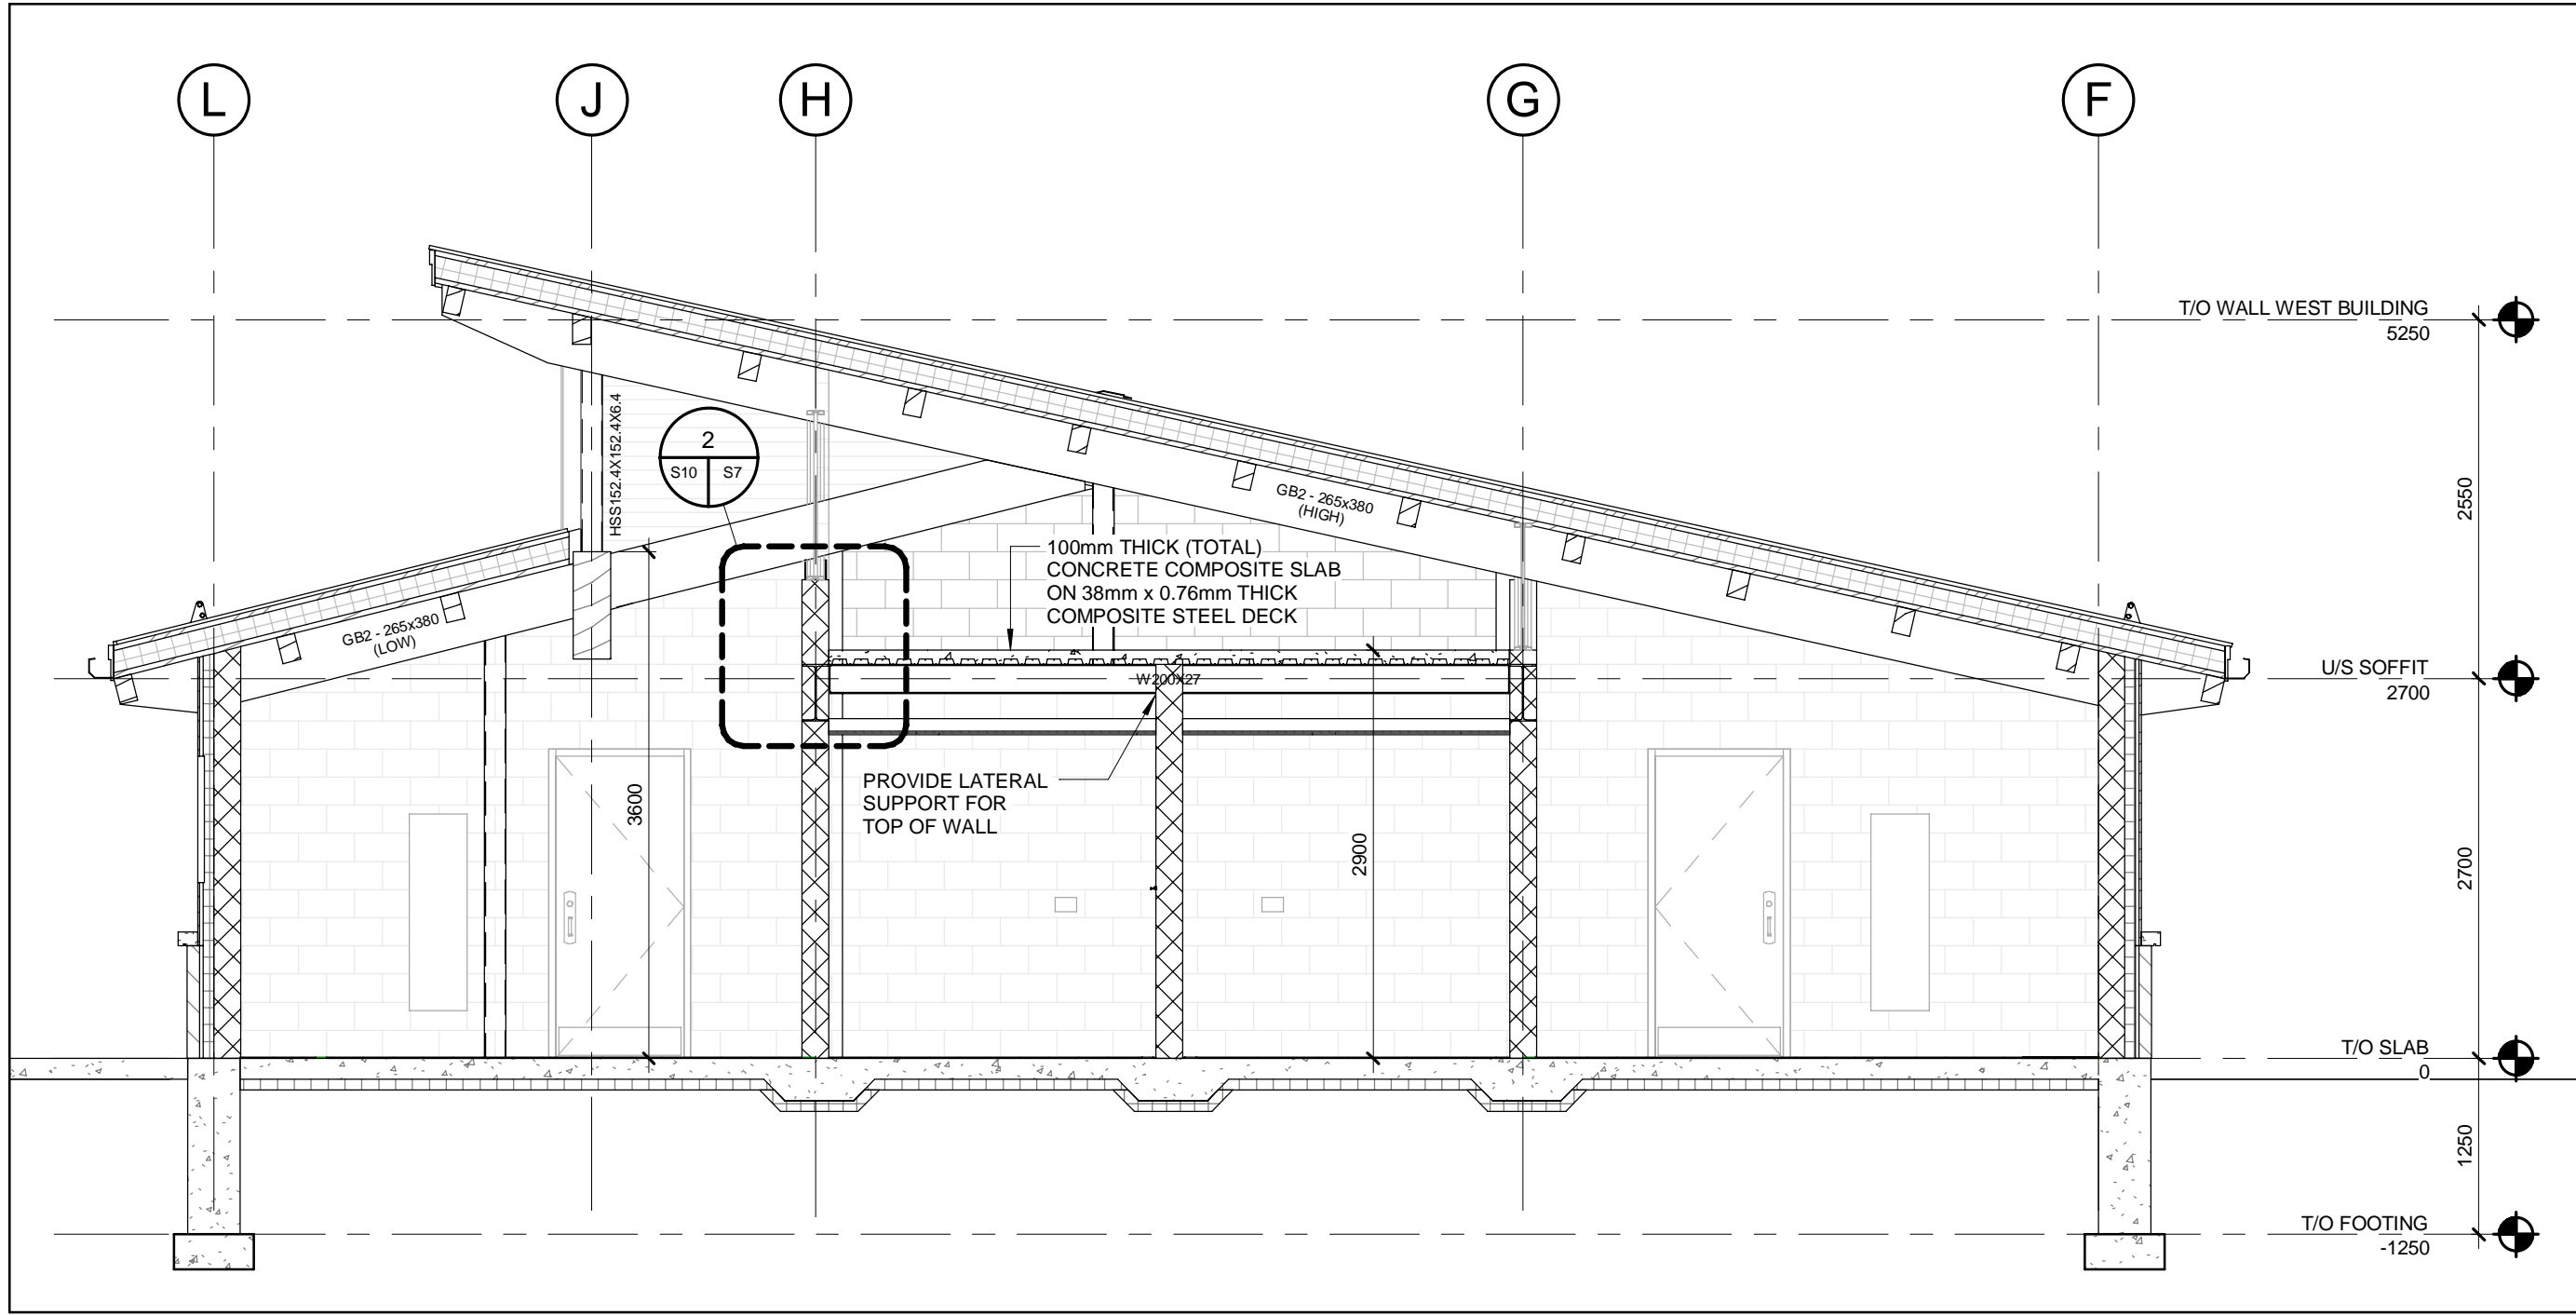 L
J
H
G
F
T/O WALL WEST BUILDING
5250
HSS152.4X152.4X6.4
2
S10
S7
GB2 - 265x380
(HIGH)
2550
100mm THICK (TOTAL)
CONCRETE COMPOSITE SLAB
ON 38mm x 0.76mm THICK
COMPOSITE STEEL DECK
GB2 - 265x380
(LOW)
W200X27
U/S SOFFIT
2700
PROVIDE LATERAL
SUPPORT FOR
TOP OF WALL
3600
2900
2700
T/O SLAB
0
1250
T/O FOOTING
-1250